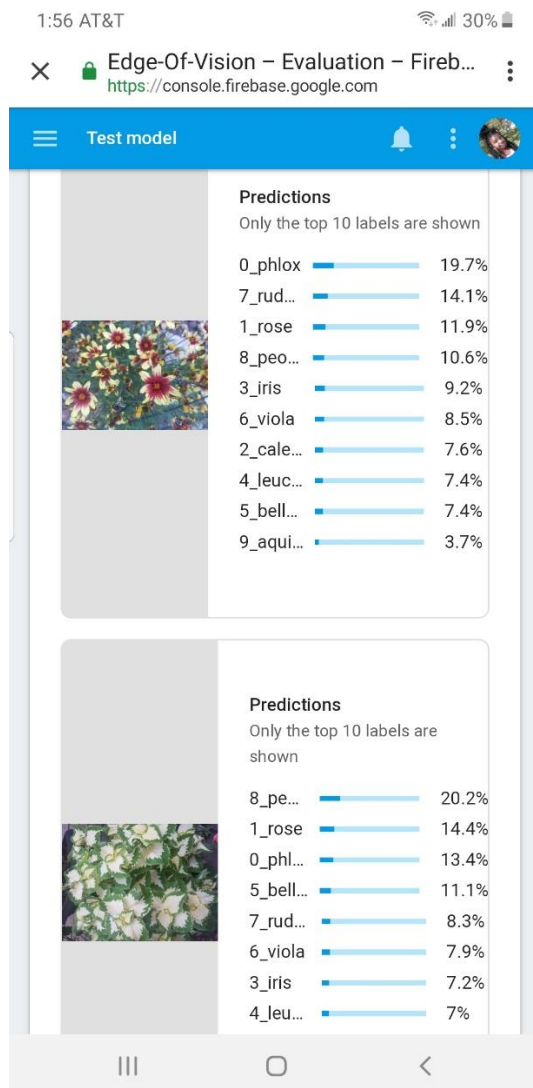 1:56 AT&T 30%
Edge-Of-Vision – Evaluation – Fireb...
https://console.firebase.google.com
Test model
Predictions
Only the top 10 labels are shown
0_phlox 19.7%
7_rud... 14.1%
1_rose 11.9%
8_peo... 10.6%
3_iris 9.2%
6_viola 8.5%
2_cale... 7.6%
4_leuc... 7.4%
5_bell... 7.4%
9_aqui... 3.7%
Predictions
Only the top 10 labels are
shown
8_pe... 20.2%
1_rose 14.4%
0_phl... 13.4%
5_bell... 11.1%
7_rud... 8.3%
6_viola 7.9%
3_iris 7.2%
4_leu... 7%